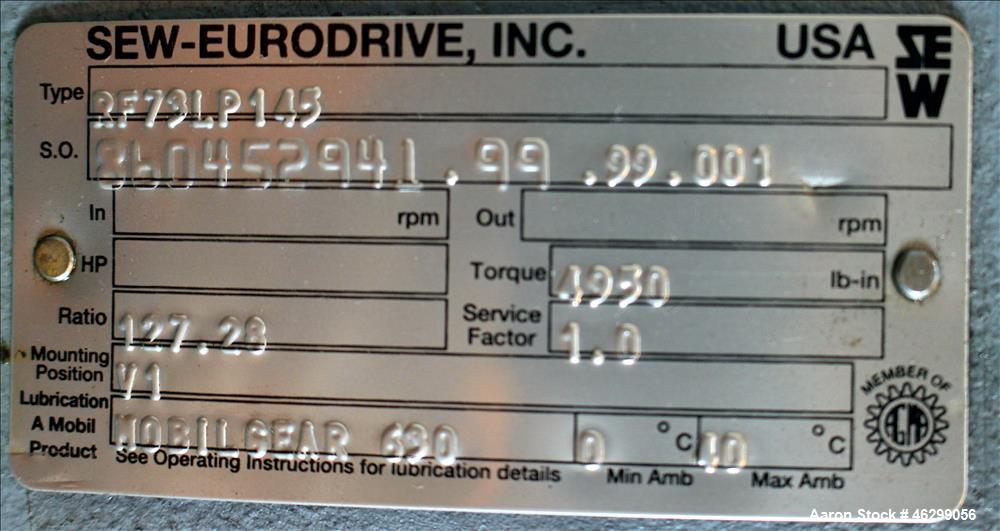 SEW-EURODRIVE, INC. USA SEW
Type RF73LP145
S.O. 860452941.99.99.001
In rpm Out rpm
HP Torque 4950 lb-in
Ratio 127.28 Service Factor 1.0
Mounting Position V1
Lubrication A Mobil Product MOBILGEAR 630 0 °C 40 °C
See Operating Instructions for lubrication details Min Amb Max Amb
MEMBER OF
AGMA
Aaron Stock # 46299056